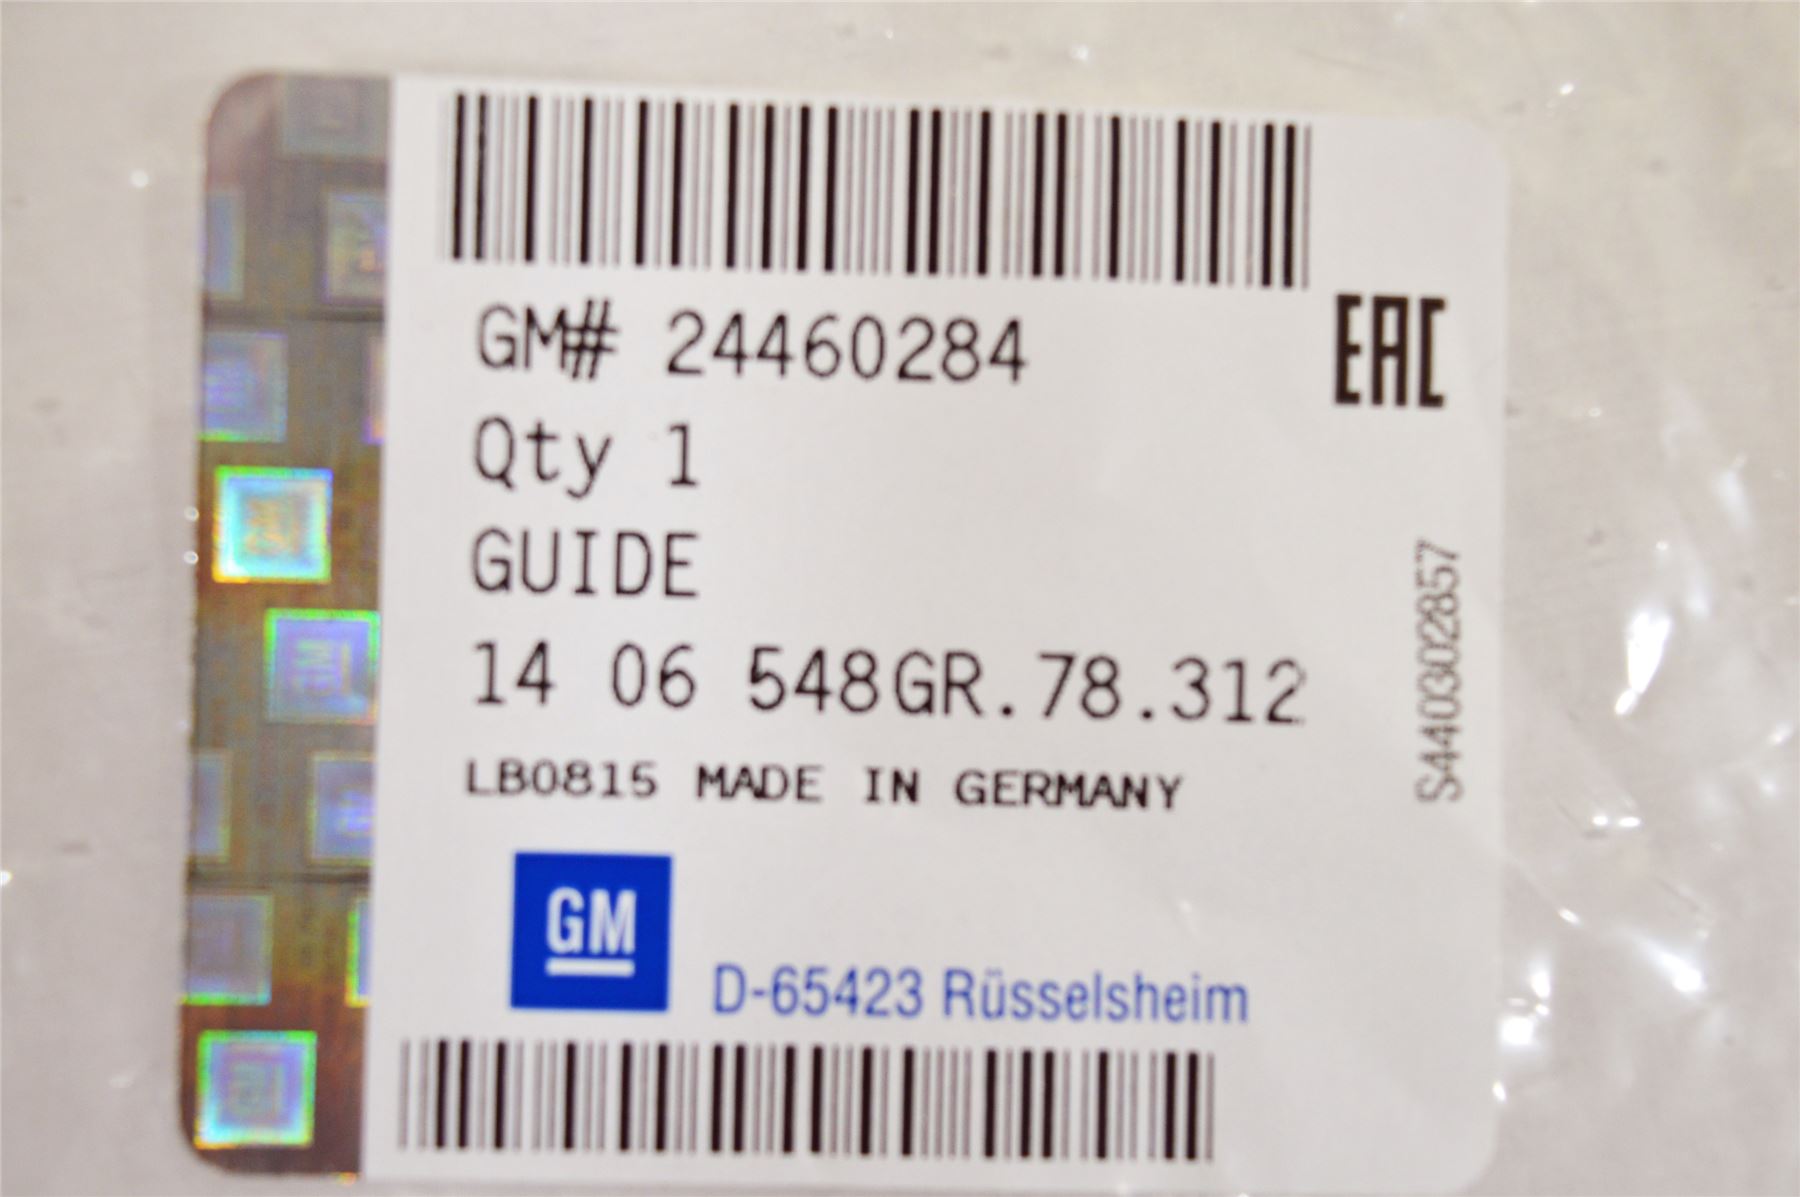 GM# 24460284
EAC
Qty 1
GUIDE
14 06 548GR.78.312
LB0815 MADE IN GERMANY
S440302857
GM
D-65423 Rüsselsheim